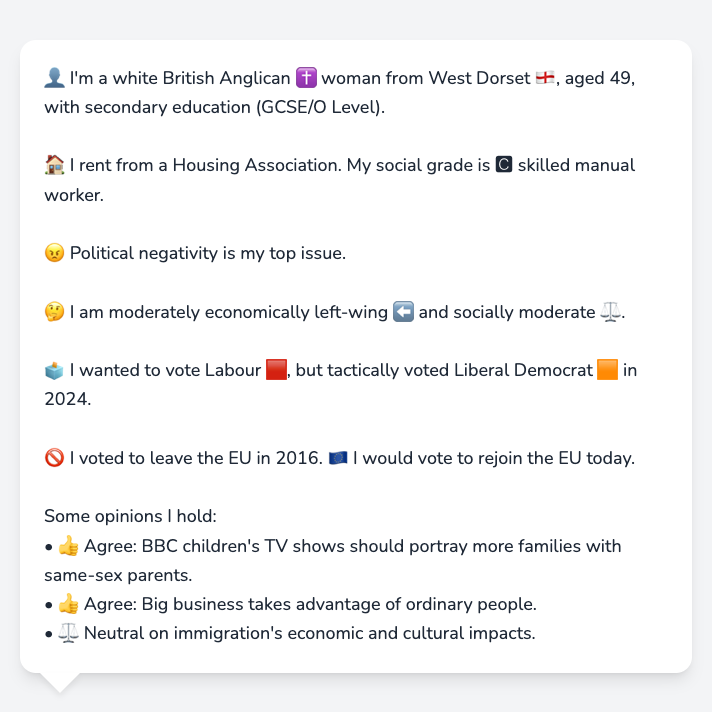 👤 I'm a white British Anglican ✝️ woman from West Dorset 🏴󠁧󠁢󠁥󠁮󠁧󠁿, aged 49,
with secondary education (GCSE/O Level).
🏠 I rent from a Housing Association. My social grade is 🅲 skilled manual
worker.
😠 Political negativity is my top issue.
🤔 I am moderately economically left-wing ⬅️ and socially moderate ⚖️.
🗳️ I wanted to vote Labour 🟥, but tactically voted Liberal Democrat 🟧 in
2024.
🚫 I voted to leave the EU in 2016. 🇪🇺 I would vote to rejoin the EU today.
Some opinions I hold:
• 👍 Agree: BBC children's TV shows should portray more families with
same-sex parents.
• 👍 Agree: Big business takes advantage of ordinary people.
• ⚖️ Neutral on immigration's economic and cultural impacts.